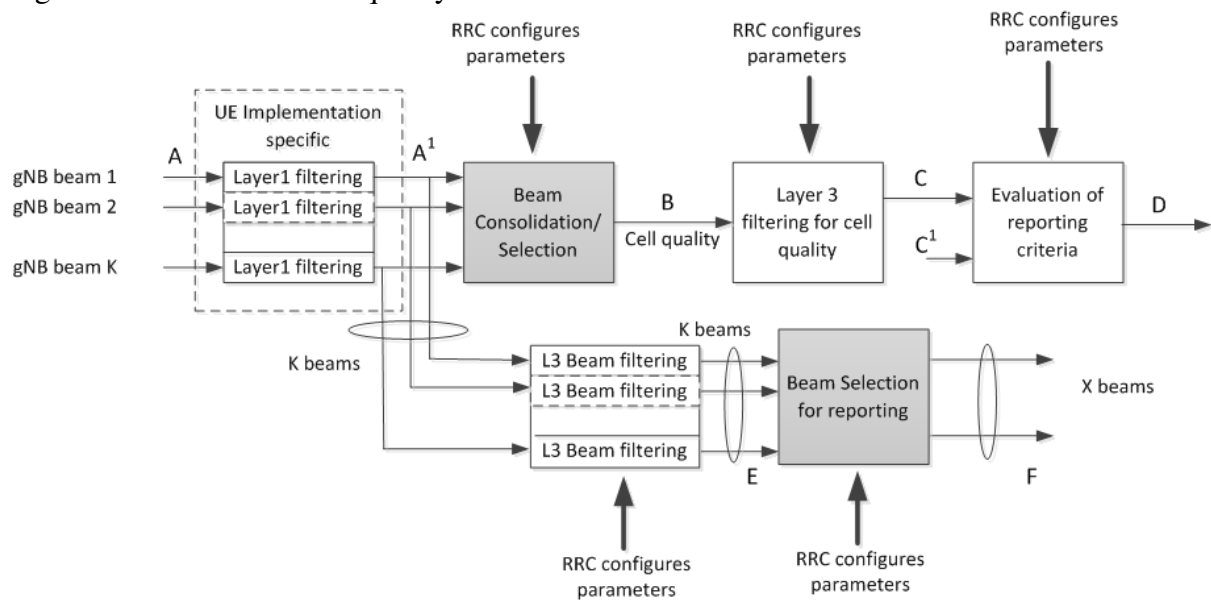 RRC configures
parameters
RRC configures
parameters
RRC configures
parameters
UE Implementation
specific
A
A1
gNB beam 1
gNB beam 2
gNB beam K
Layer1 filtering
Layer1 filtering
Layer1 filtering
Beam
Consolidation/
Selection
B
Cell quality
Layer 3
filtering for cell
quality
C
C1
Evaluation of
reporting
criteria
D
K beams
L3 Beam filtering
L3 Beam filtering
L3 Beam filtering
K beams
E
Beam Selection
for reporting
X beams
F
RRC configures
parameters
RRC configures
parameters